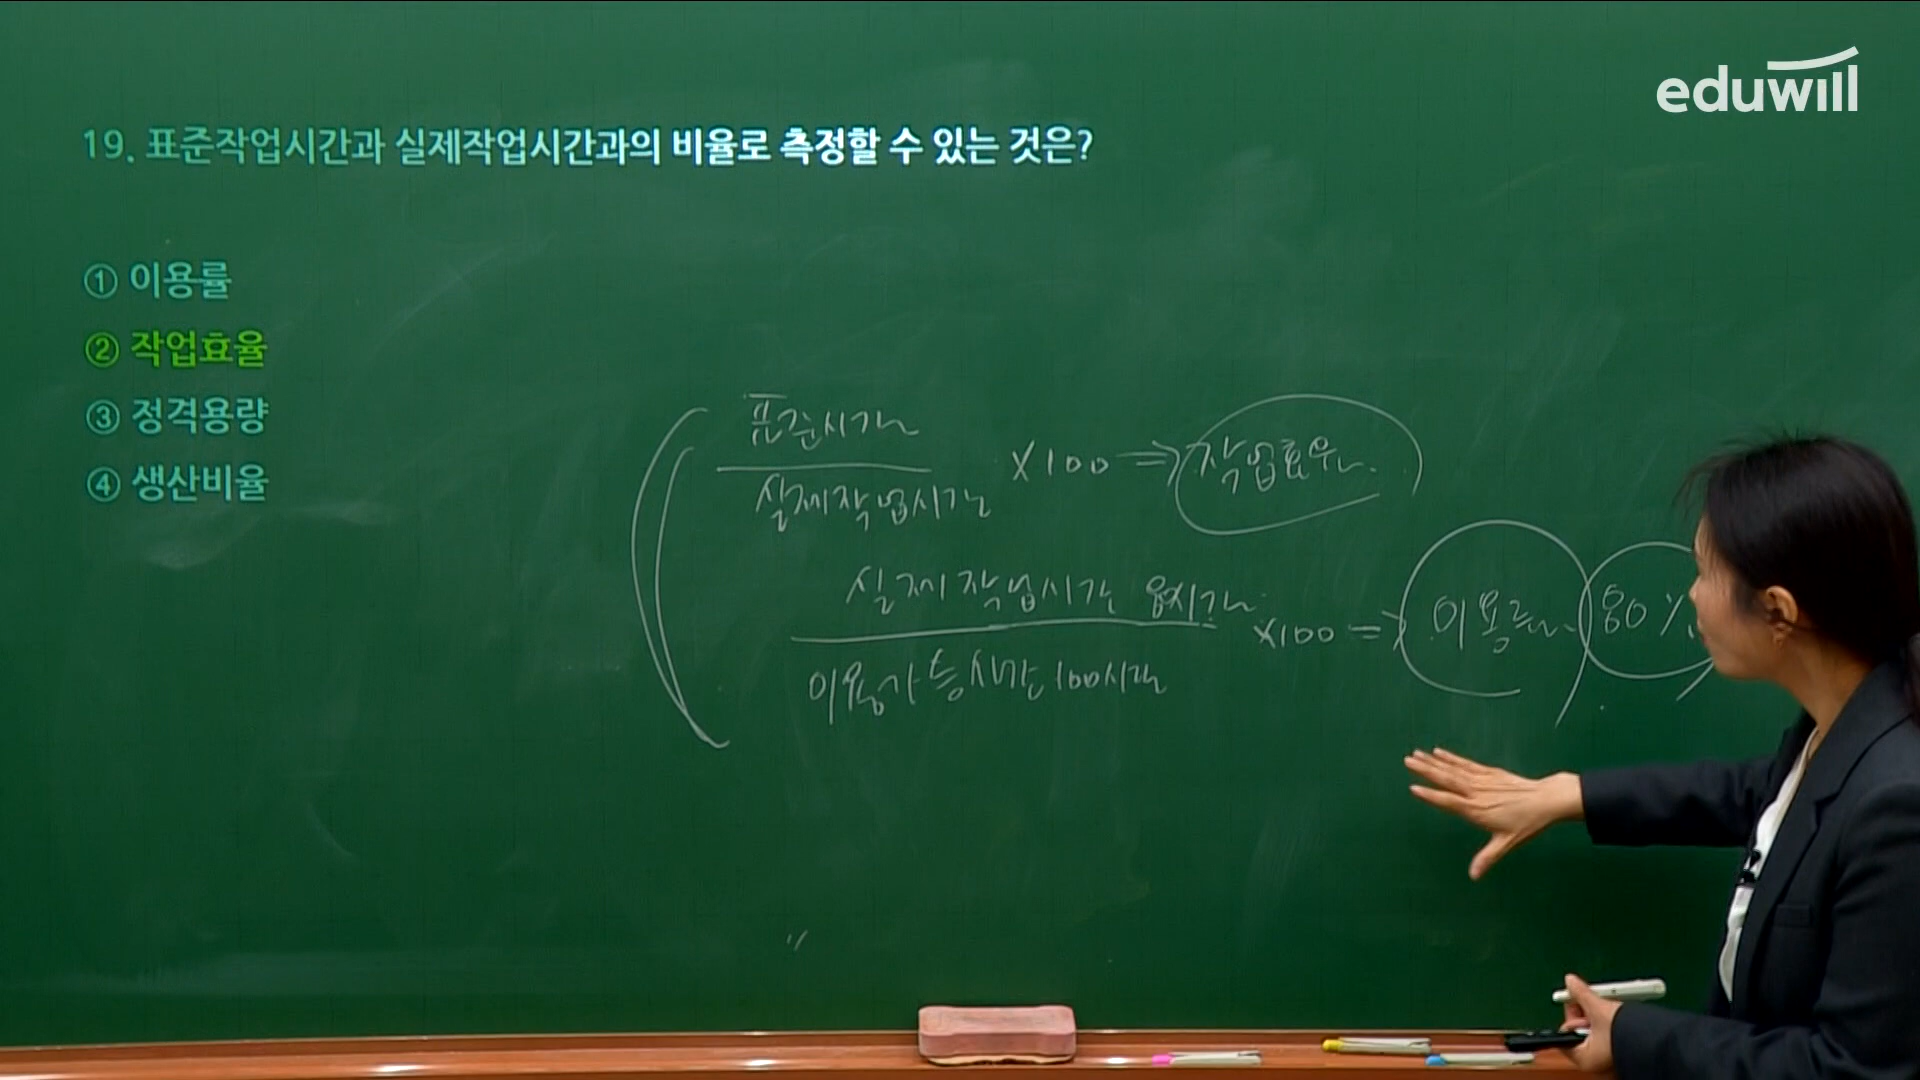 eduwill
19. 표준작업시간과 실제작업시간과의 비율로 측정할 수 있는 것은?
① 이용률
② 작업효율
③ 정격용량
④ 생산비율
표준시간
실제작업시간
×100 ⇒ 작업효율
실제작업시간
이용가능시간 100시간
×100 ⇒ 이용률 80%